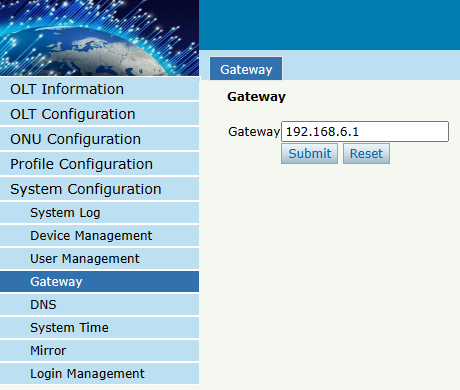 OLT Information
OLT Configuration
ONU Configuration
Profile Configuration
System Configuration
System Log
Device Management
User Management
Gateway
DNS
System Time
Mirror
Login Management
Gateway
Gateway
Gateway 192.168.6.1
Submit Reset